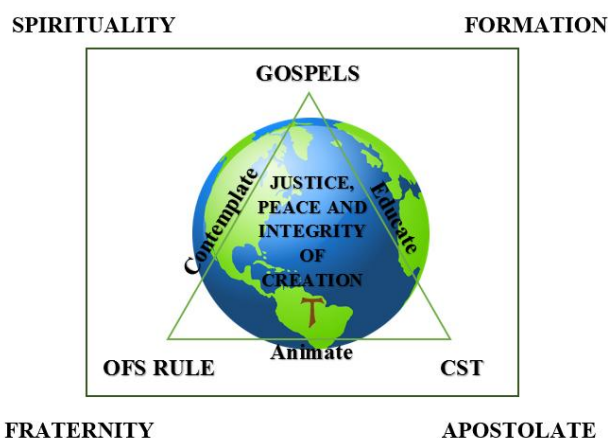 SPIRITUALITY FORMATION
GOSPELS
Contemplate
JUSTICE,
PEACE AND
INTEGRITY
OF
CREATION
Educate
Animate
OFS RULE CST
FRATERNITY APOSTOLATE